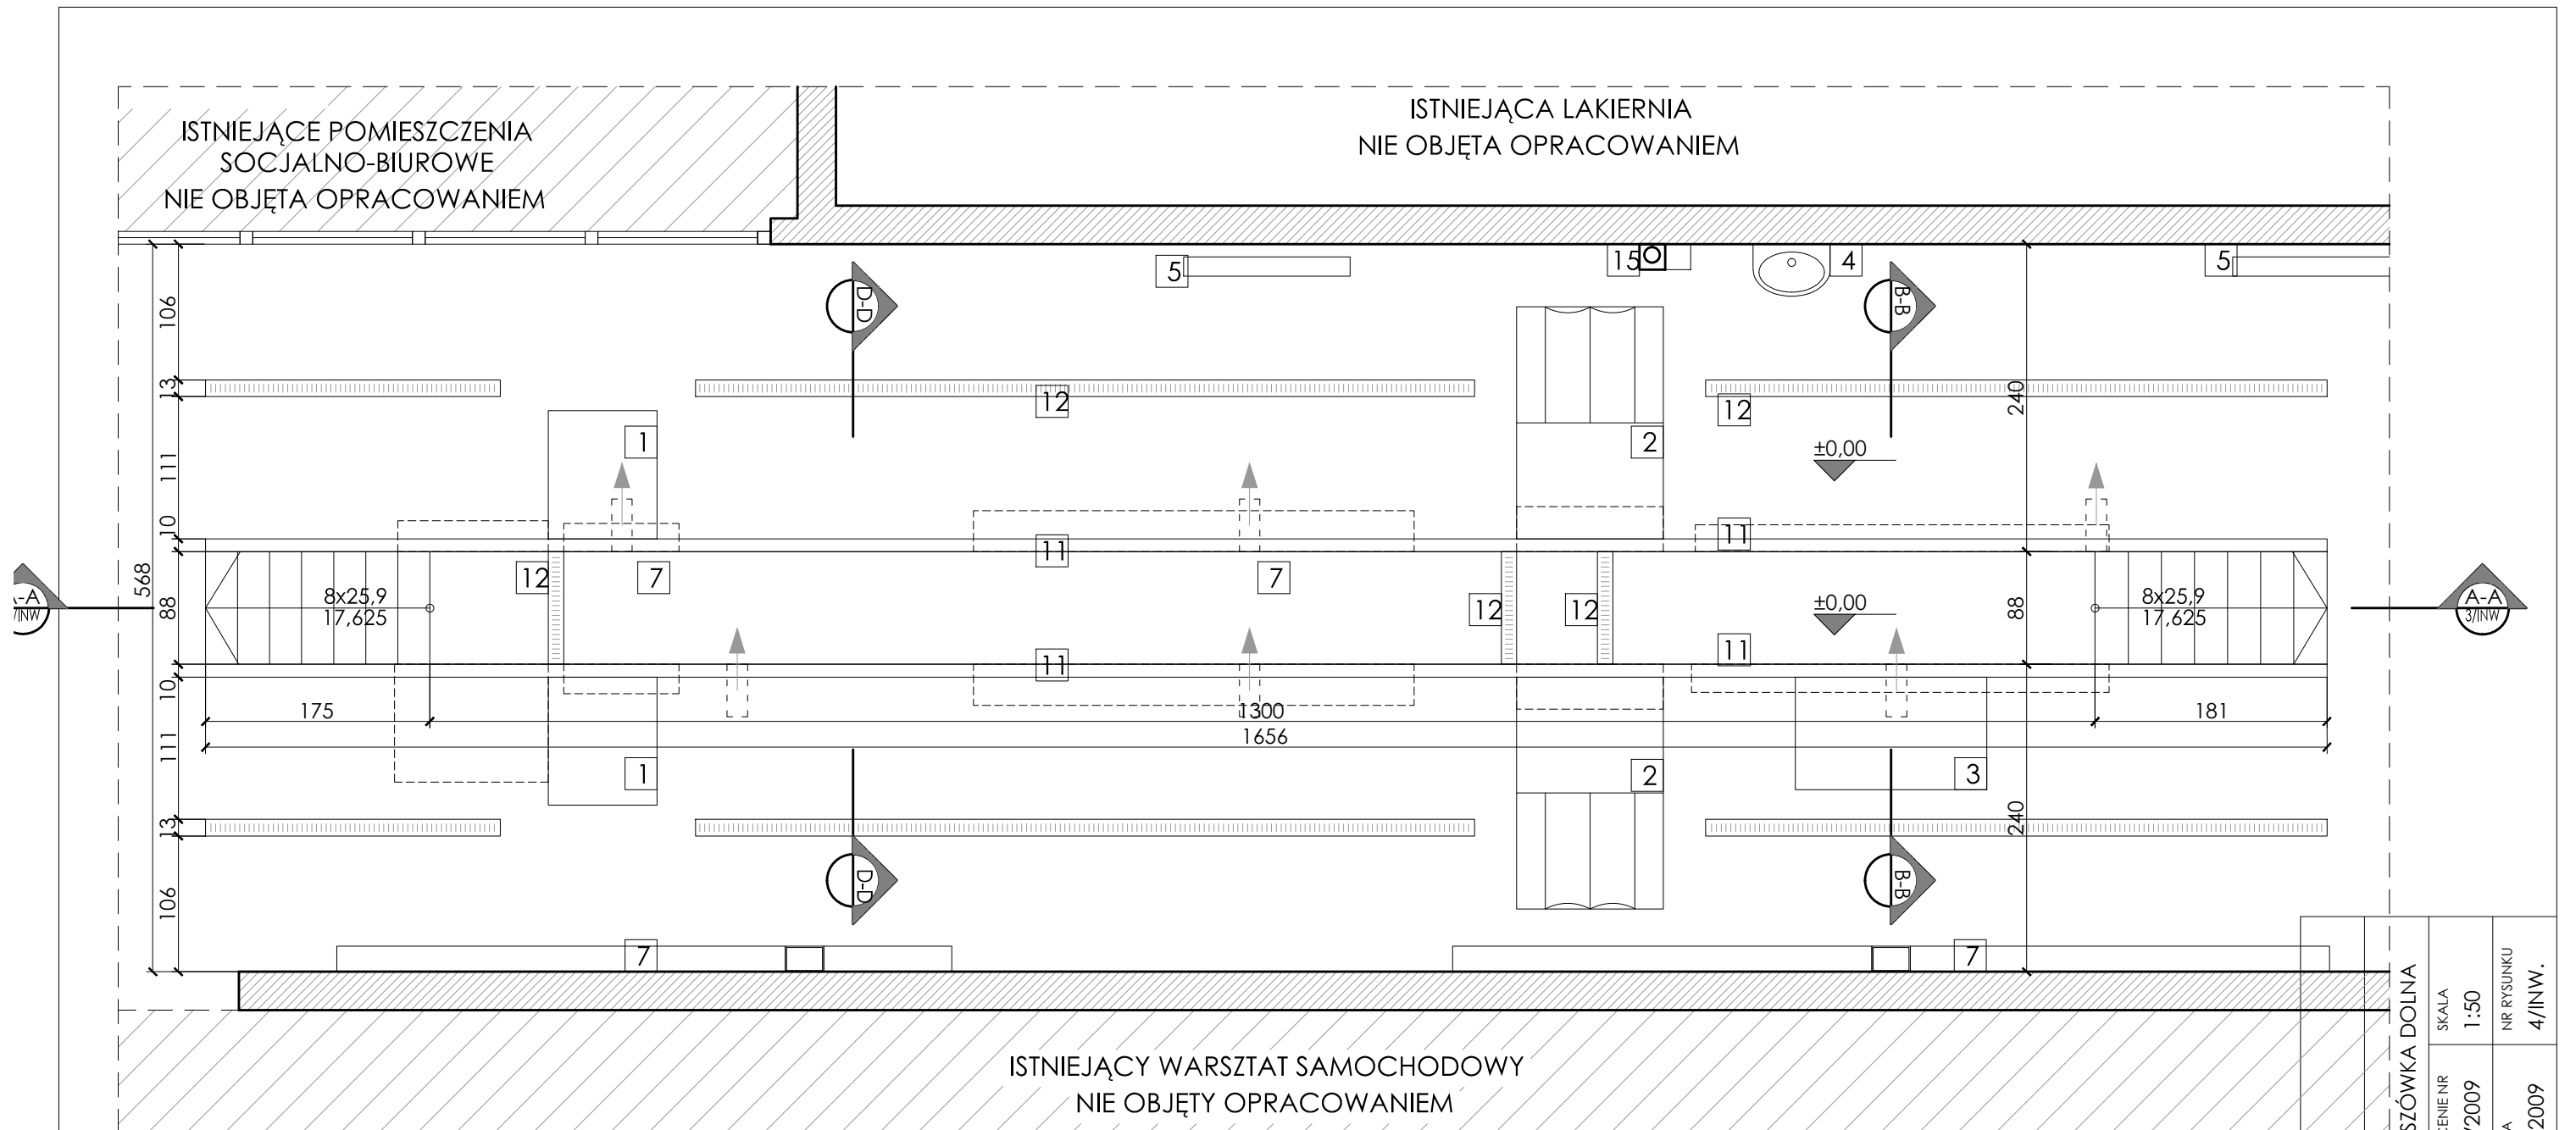 ISTNIEJĄCE POMIESZCZENIA
SOCJALNO-BIUROWE
NIE OBJĘTA OPRACOWANIEM
ISTNIEJĄCA LAKIERNIA
NIE OBJĘTA OPRACOWANIEM
5
15
4
5
106
D-D
B-B
13
12
12
240
1
2
±0,00
111
10
11
11
568
88
12
7
7
12
12
±0,00
88
8x25,9
17,625
8x25,9
17,625
A-A
3/INW
-A
/INW
11
11
10
175
1300
181
1656
111
1
2
3
13
240
106
D-D
B-B
7
7
ISTNIEJĄCY WARSZTAT SAMOCHODOWY
NIE OBJĘTY OPRACOWANIEM
SZÓWKA DOLNA
SKALA
1:50
NR RYSUNKU
4/INW.
CENIE NR
/2009
A
2009